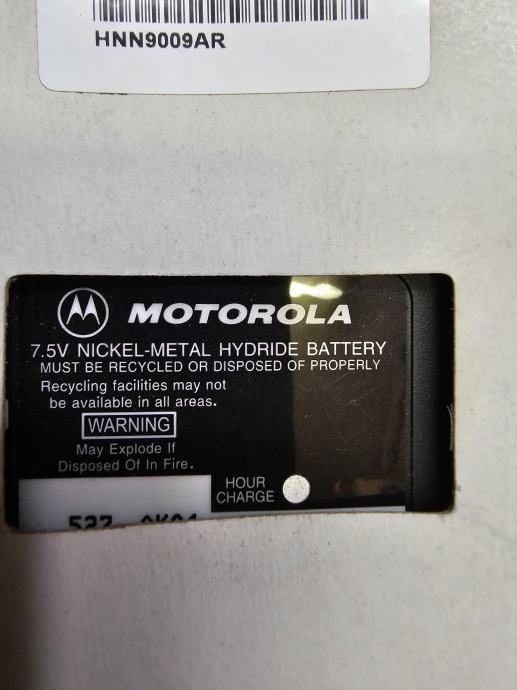 HNN9009AR
MOTOROLA
7.5V NICKEL-METAL HYDRIDE BATTERY
MUST BE RECYCLED OR DISPOSED OF PROPERLY
Recycling facilities may not
be available in all areas.
WARNING
May Explode If
Disposed Of In Fire.
HOUR
CHARGE